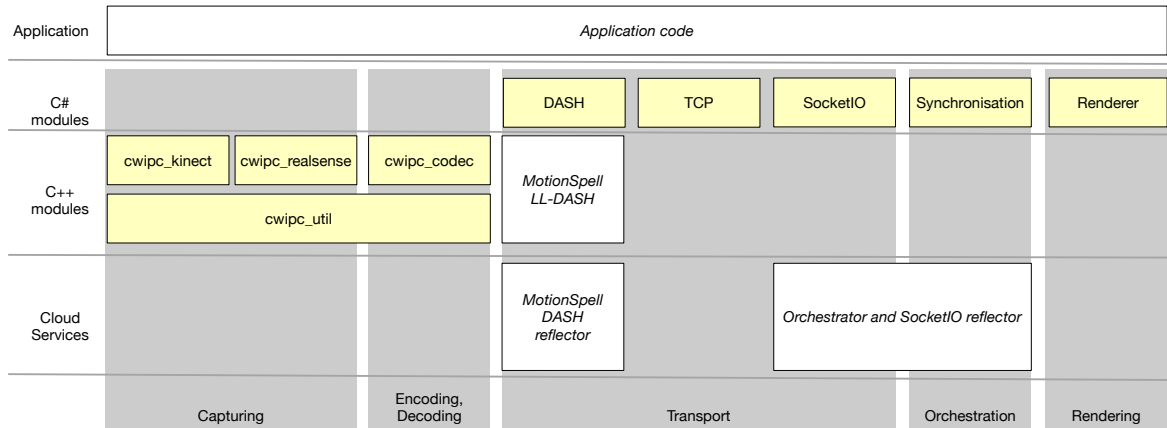 Application
Application code
C#
modules
DASH
TCP
SocketIO
Synchronisation
Renderer
C++
modules
cwipc_kinect
cwipc_realsense
cwipc_codec
cwipc_util
MotionSpell
LL-DASH
Cloud
Services
MotionSpell
DASH
reflector
Orchestrator and SocketIO reflector
Capturing
Encoding,
Decoding
Transport
Orchestration
Rendering